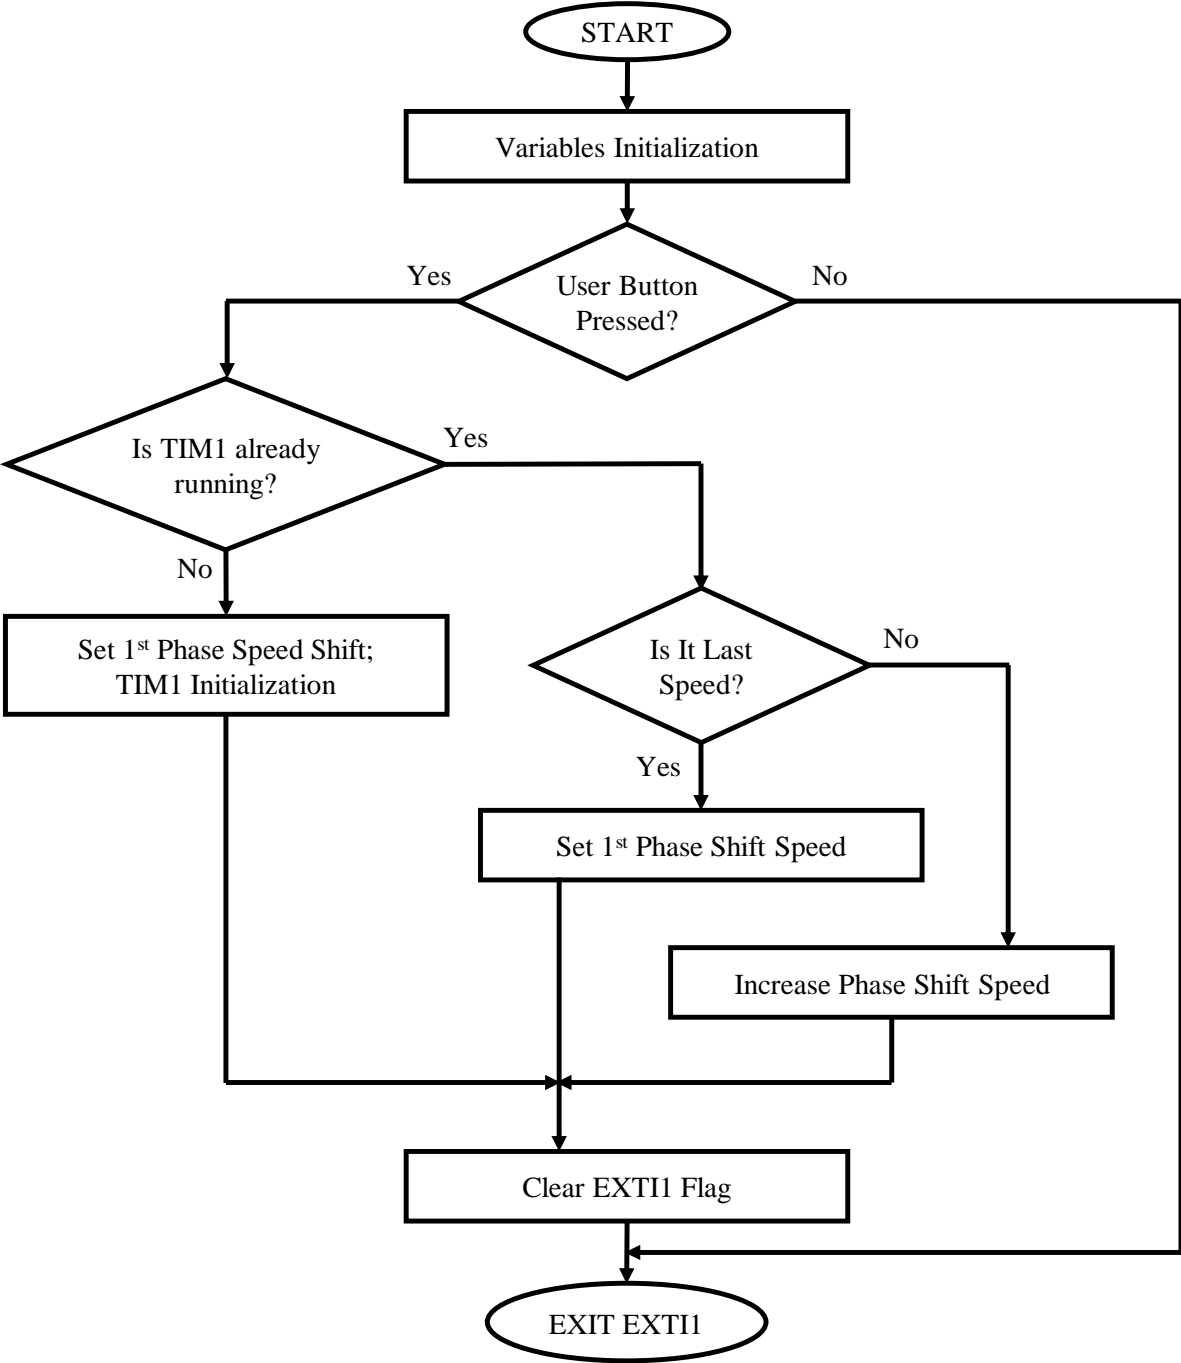 START
Variables Initialization
Yes
User Button
Pressed?
No
Is TIM1 already
running?
Yes
No
Set 1st Phase Speed Shift;
TIM1 Initialization
Is It Last
Speed?
No
Yes
Set 1st Phase Shift Speed
Increase Phase Shift Speed
Clear EXTI1 Flag
EXIT EXTI1